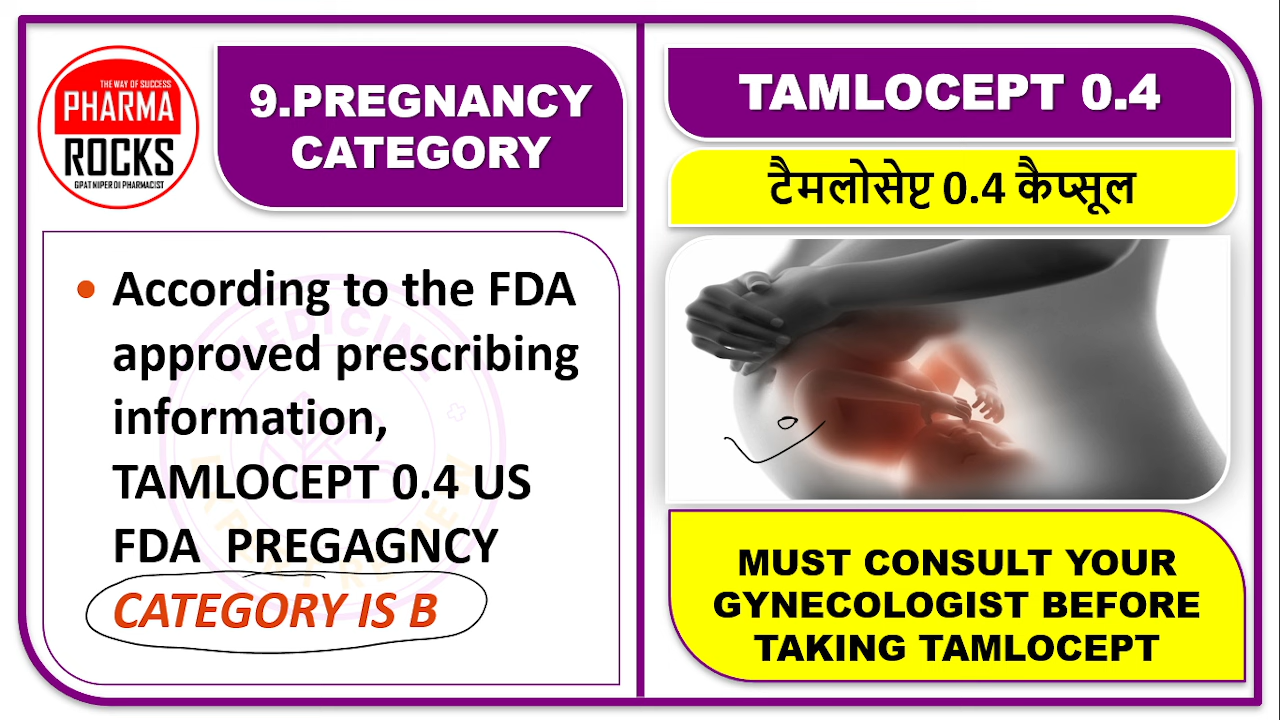 THE WAY OF SUCCESS
PHARMA
ROCKS
GPAT NIPER DI PHARMACIST
9.PREGNANCY
CATEGORY
According to the FDA
approved prescribing
information,
TAMLOCEPT 0.4 US
FDA PREGAGNCY
CATEGORY IS B
TAMLOCEPT 0.4
टैमलोसेप्ट 0.4 कैप्सूल
MUST CONSULT YOUR
GYNECOLOGIST BEFORE
TAKING TAMLOCEPT
MEDICINE